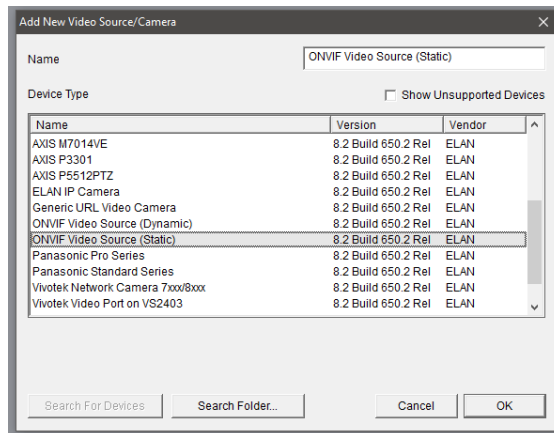 Add New Video Source/Camera
Name ONVIF Video Source (Static)
Device Type Show Unsupported Devices
Name Version Vendor
AXIS M7014VE 8.2 Build 650.2 Rel ELAN
AXIS P3301 8.2 Build 650.2 Rel ELAN
AXIS P5512PTZ 8.2 Build 650.2 Rel ELAN
ELAN IP Camera 8.2 Build 650.2 Rel ELAN
Generic URL Video Camera 8.2 Build 650.2 Rel ELAN
ONVIF Video Source (Dynamic) 8.2 Build 650.2 Rel ELAN
ONVIF Video Source (Static) 8.2 Build 650.2 Rel ELAN
Panasonic Pro Series 8.2 Build 650.2 Rel ELAN
Panasonic Standard Series 8.2 Build 650.2 Rel ELAN
Vivotek Network Camera 7xxx/8xxx 8.2 Build 650.2 Rel ELAN
Vivotek Video Port on VS2403 8.2 Build 650.2 Rel ELAN
Search For Devices Search Folder... Cancel OK